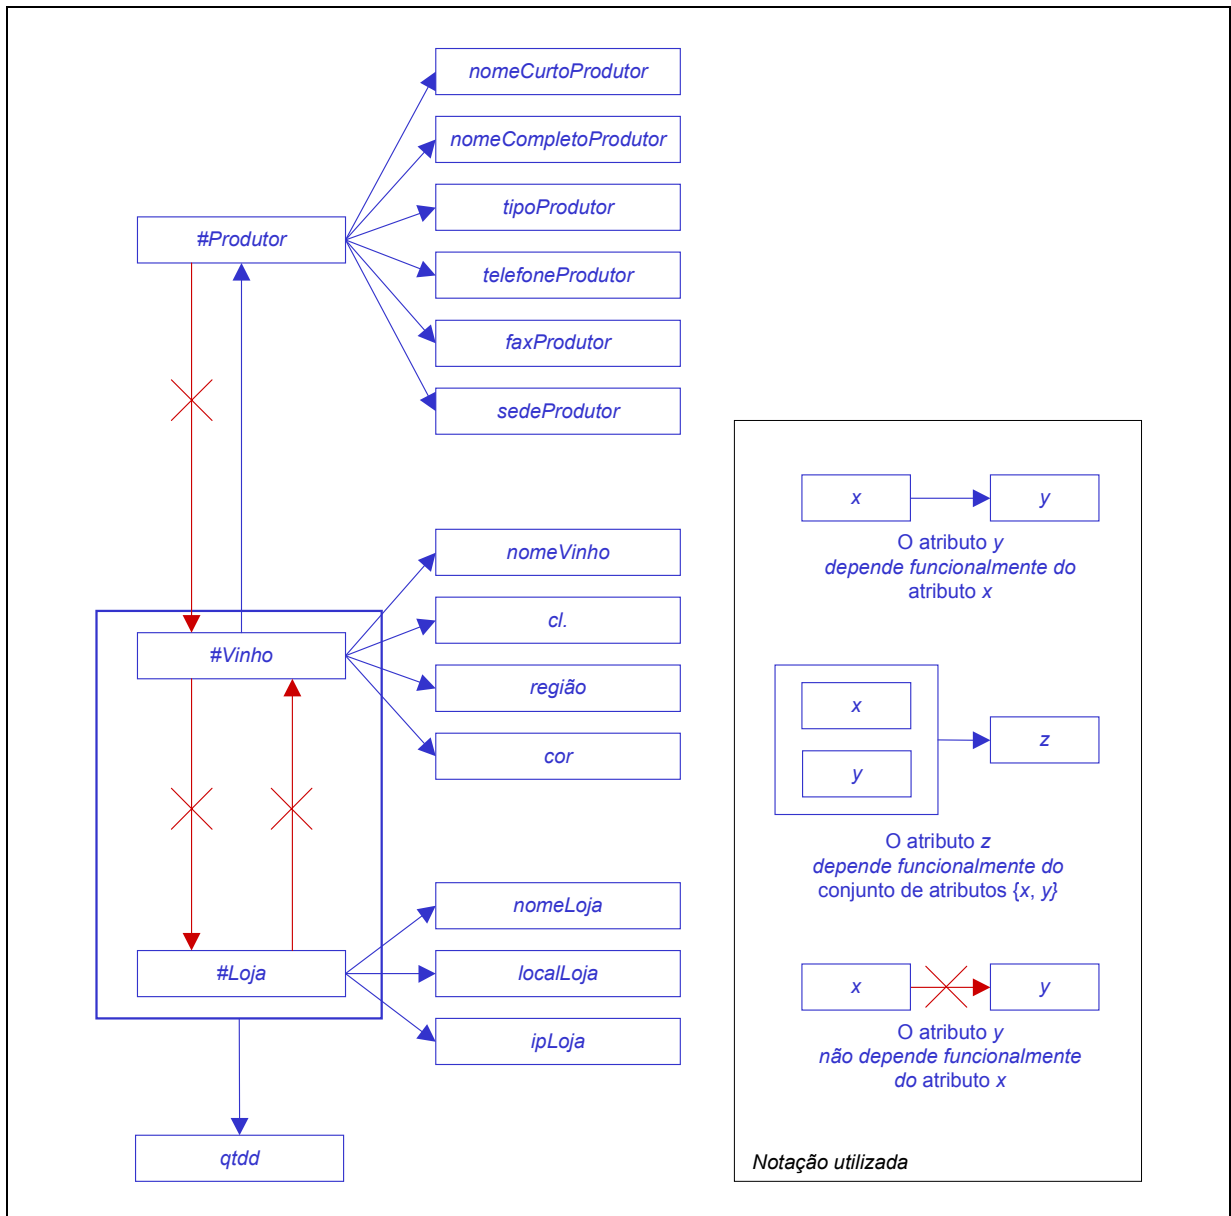 nomeCurtoProdutor
nomeCompletoProdutor
tipoProdutor
#Produtor
telefoneProdutor
faxProdutor
sedeProdutor
nomeVinho
cl.
#Vinho
região
cor
nomeLoja
#Loja
localLoja
ipLoja
qtdd
x
y
O atributo y
depende funcionalmente do
atributo x
x
z
y
O atributo z
depende funcionalmente do
conjunto de atributos {x, y}
x
y
O atributo y
não depende funcionalmente
do atributo x
Notação utilizada